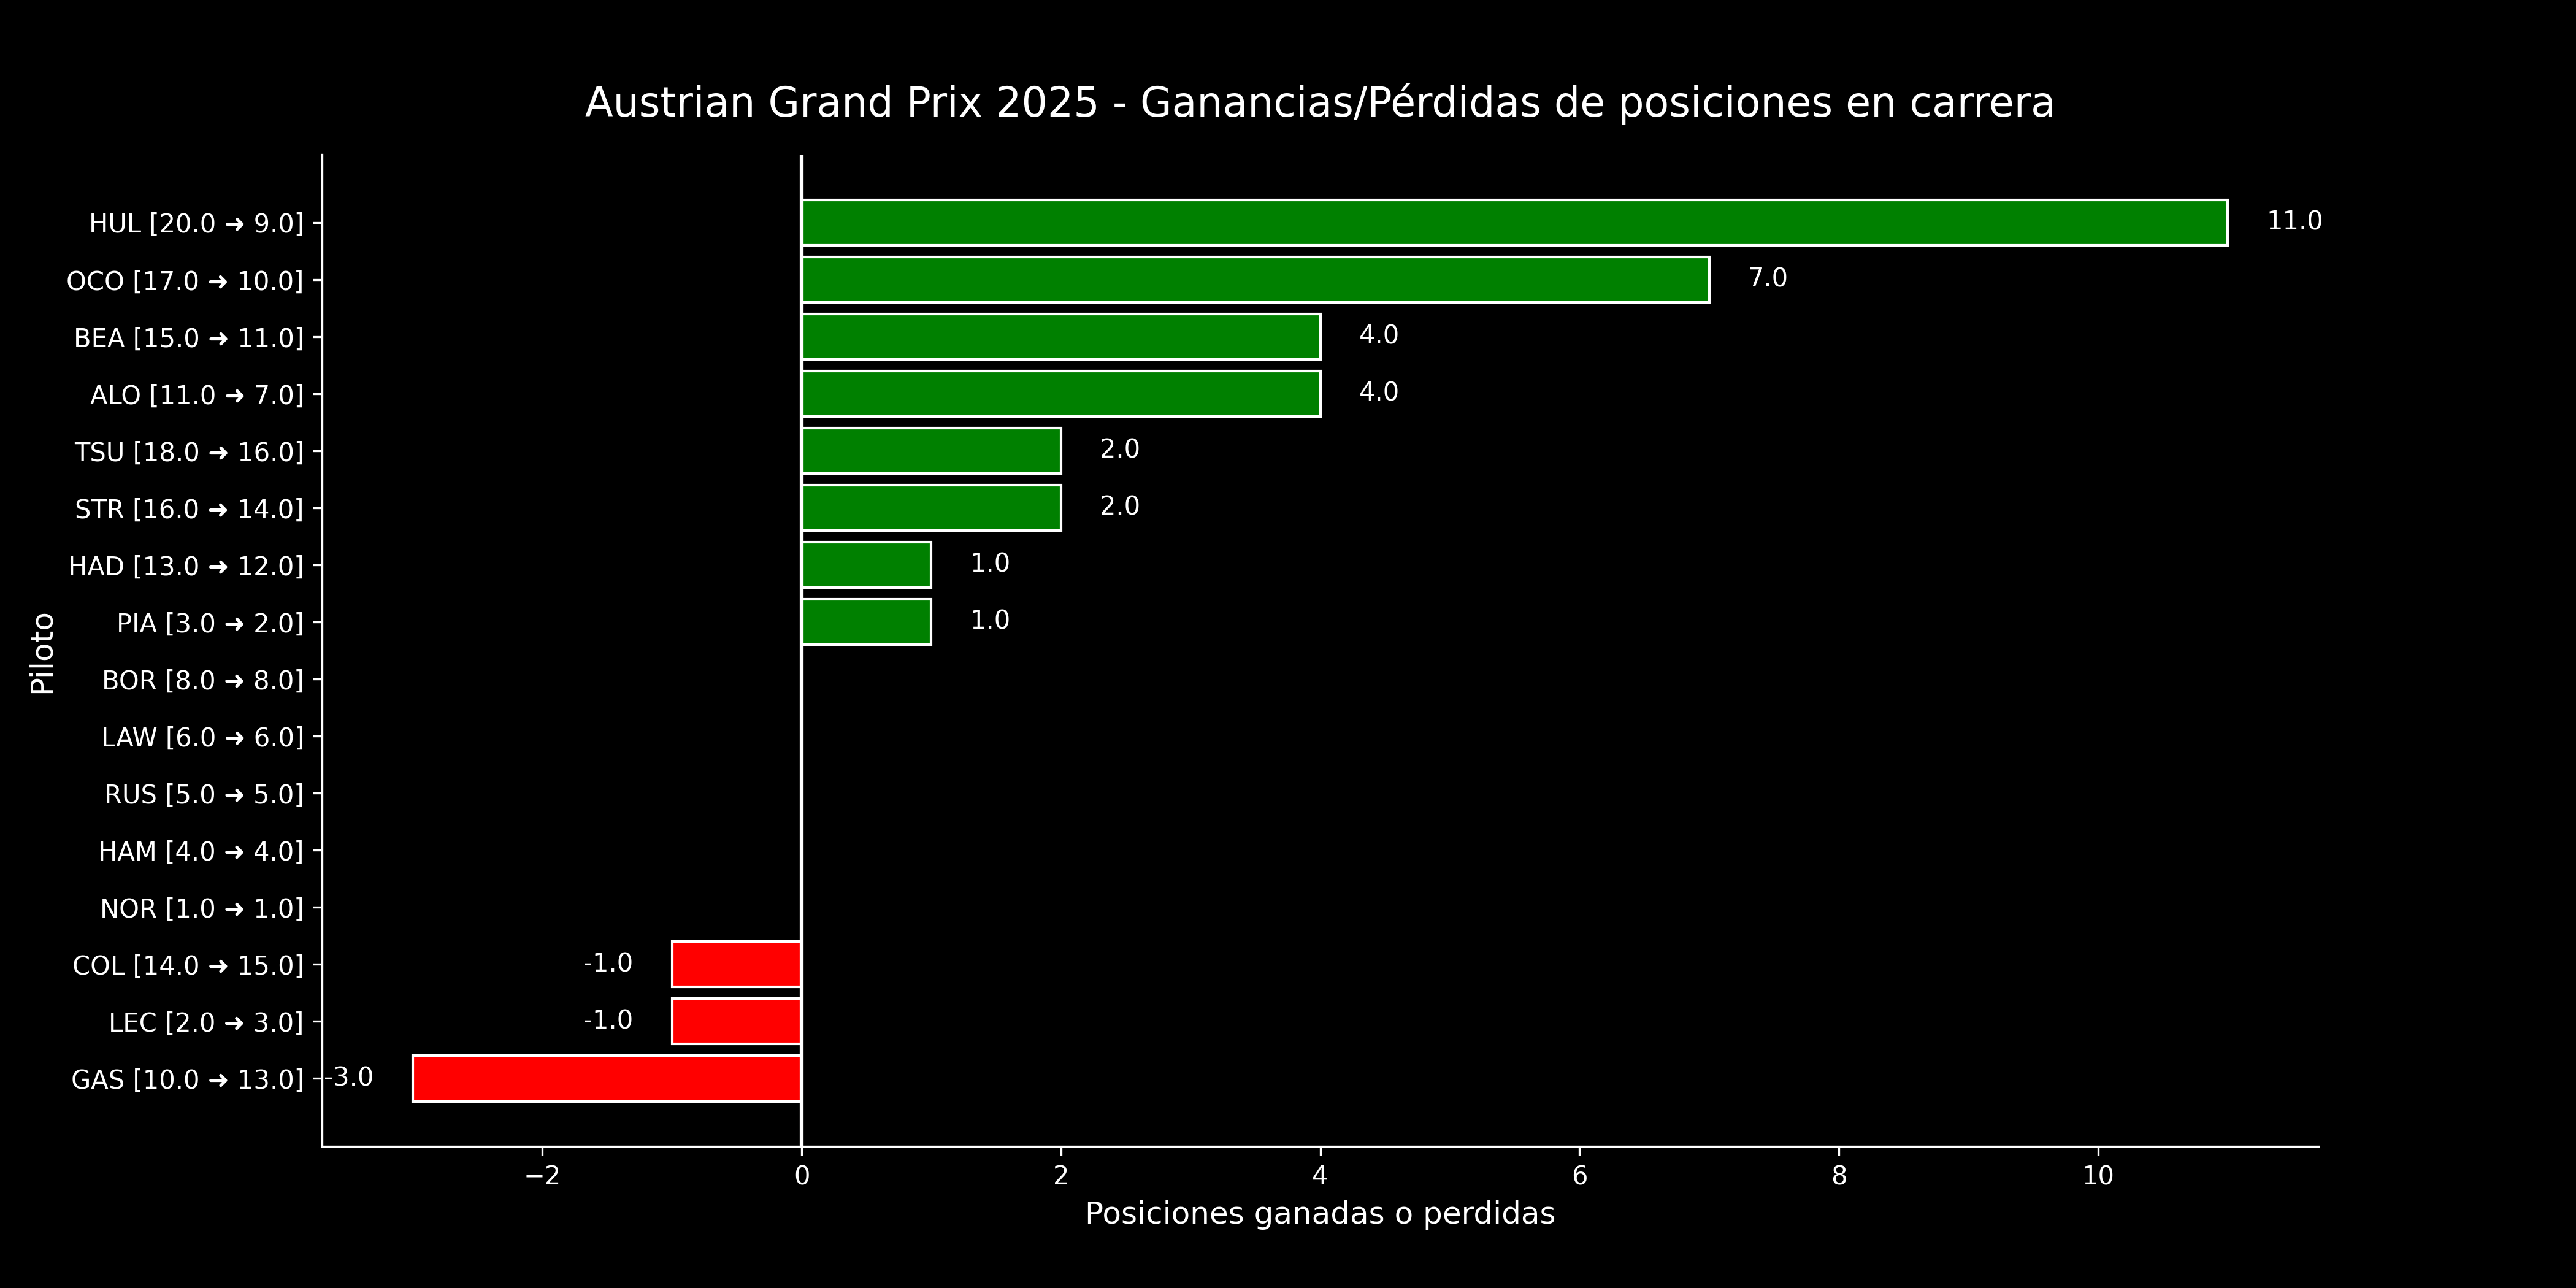 Austrian Grand Prix 2025 - Ganancias/Pérdidas de posiciones en carrera
Piloto
HUL [20.0 ➜ 9.0] 11.0
OCO [17.0 ➜ 10.0] 7.0
BEA [15.0 ➜ 11.0] 4.0
ALO [11.0 ➜ 7.0] 4.0
TSU [18.0 ➜ 16.0] 2.0
STR [16.0 ➜ 14.0] 2.0
HAD [13.0 ➜ 12.0] 1.0
PIA [3.0 ➜ 2.0] 1.0
BOR [8.0 ➜ 8.0]
LAW [6.0 ➜ 6.0]
RUS [5.0 ➜ 5.0]
HAM [4.0 ➜ 4.0]
NOR [1.0 ➜ 1.0]
COL [14.0 ➜ 15.0] -1.0
LEC [2.0 ➜ 3.0] -1.0
GAS [10.0 ➜ 13.0] -3.0
−2 0 2 4 6 8 10
Posiciones ganadas o perdidas